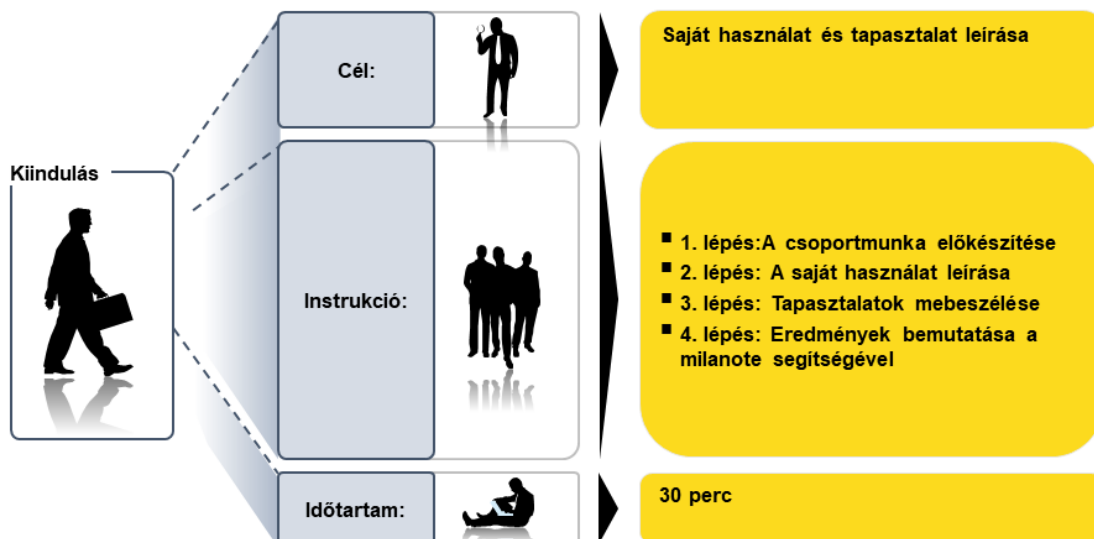 Kiindulás
Cél:
Saját használat és tapasztalat leírása
Instrukció:
▪ 1. lépés:A csoportmunka előkészítése
▪ 2. lépés: A saját használat leírása
▪ 3. lépés: Tapasztalatok mebeszélése
▪ 4. lépés: Eredmények bemutatása a
milanote segítségével
Időtartam:
30 perc